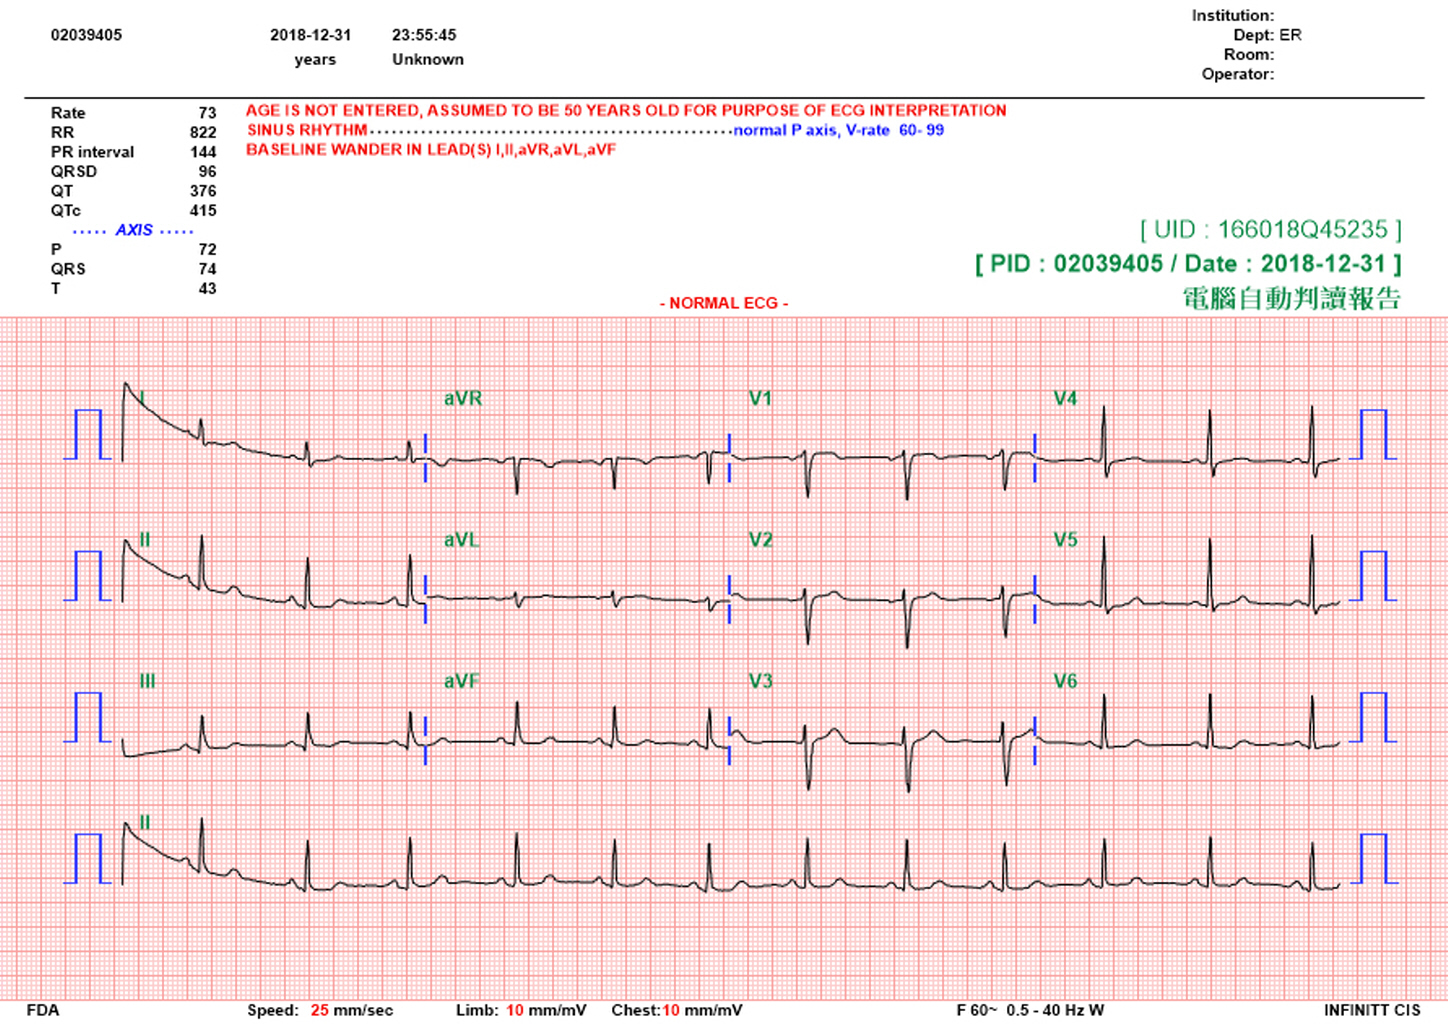 Institution:
02039405 2018-12-31 23:55:45 Dept: ER
years Unknown Room:
Operator:
Rate 73 AGE IS NOT ENTERED, ASSUMED TO BE 50 YEARS OLD FOR PURPOSE OF ECG INTERPRETATION
RR 822 SINUS RHYTHM..................................................normal P axis, V-rate 60- 99
PR interval 144 BASELINE WANDER IN LEAD(S) I,II,aVR,aVL,aVF
QRSD 96
QT 376
QTc 415
..... AXIS .....
[ UID : 166018Q45235 ]
P 72
[ PID : 02039405 / Date : 2018-12-31 ]
QRS 74
T 43
電腦自動判讀報告
- NORMAL ECG -
I aVR V1 V4
II aVL V2 V5
III aVF V3 V6
II
FDA Speed: 25 mm/sec Limb: 10 mm/mV Chest:10 mm/mV F 60~ 0.5 - 40 Hz W INFINITT CIS